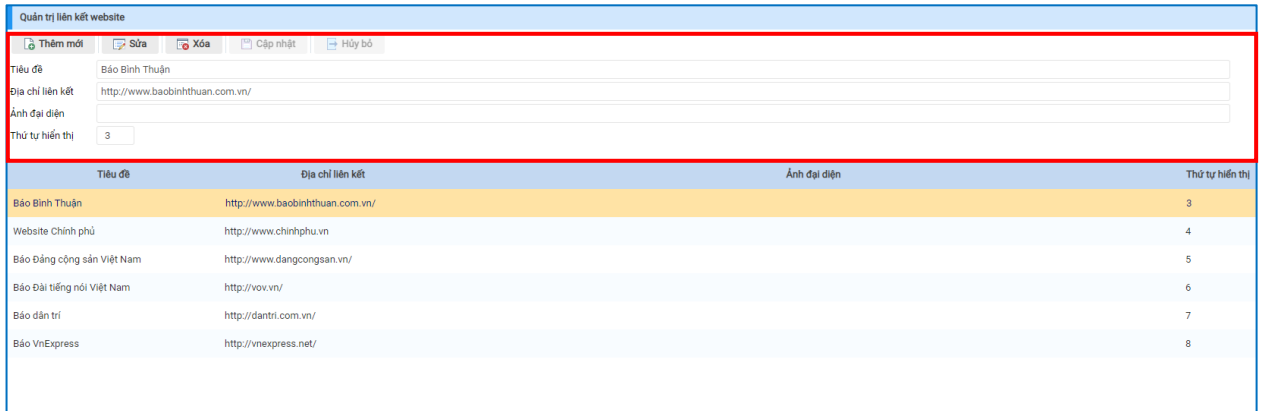 Quản trị liên kết website
Thêm mới Sửa Xóa Cập nhật Hủy bỏ
Tiêu đề Báo Bình Thuận
Địa chỉ liên kết http://www.baobinhthuan.com.vn/
Ảnh đại diện
Thứ tự hiển thị 3
Tiêu đề Địa chỉ liên kết Ảnh đại diện Thứ tự hiển thị
Báo Bình Thuận http://www.baobinhthuan.com.vn/ 3
Website Chính phủ http://www.chinhphu.vn 4
Báo Đảng cộng sản Việt Nam http://www.dangcongsan.vn/ 5
Báo Đài tiếng nói Việt Nam http://vov.vn/ 6
Báo dân trí http://dantri.com.vn/ 7
Báo VnExpress http://vnexpress.net/ 8